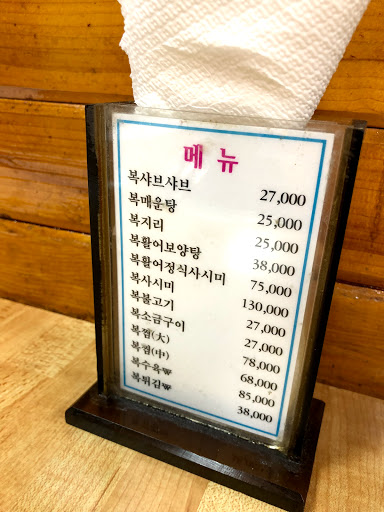 메뉴
복샤브샤브 27,000
복매운탕 25,000
복지리 25,000
복활어보양탕 38,000
복활어정식사시미 75,000
복사시미 130,000
복불고기 27,000
복소금구이 27,000
복찜(大) 78,000
복찜(中) 68,000
복수육 85,000
복튀김 38,000